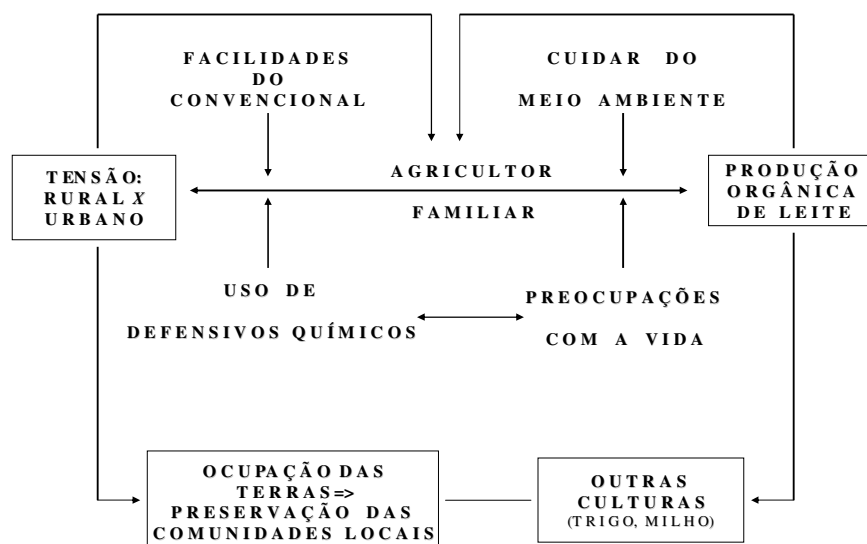 FACILIDADES
DO
CONVENCIONAL
CUIDAR DO
MEIO AMBIENTE
TENSÃO:
RURAL X
URBANO
AGRICULTOR
FAMILIAR
PRODUÇÃO
ORGÂNICA
DE LEITE
USO DE
DEFENSIVOS QUÍMICOS
PREOCUPAÇÕES
COM A VIDA
OCUPAÇÃO DAS
TERRAS=>
PRESERVAÇÃO DAS
COMUNIDADES LOCAIS
OUTRAS
CULTURAS
(TRIGO, MILHO)